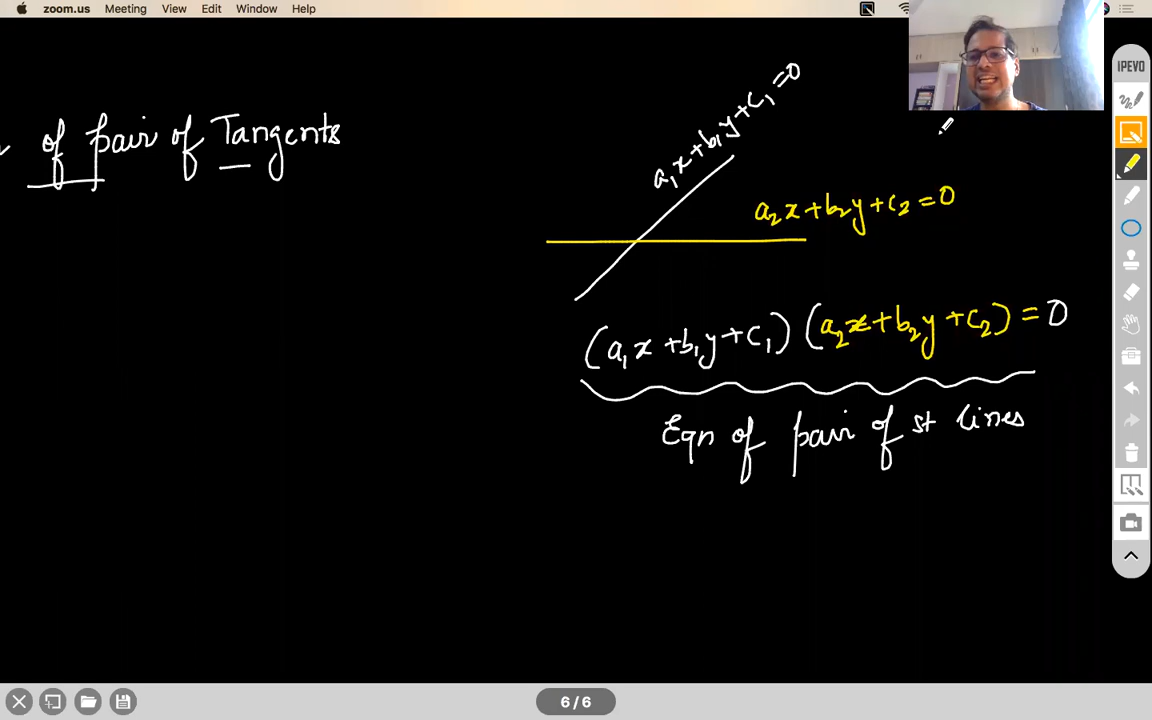 zoom.us Meeting View Edit Window Help
IPEVO
of pair of Tangents
a₁x+b₁y+c₁=0
a₂x+b₂y+c₂=0
(a₁x+b₁y+c₁) (a₂x+b₂y+c₂) = 0
Eqn of pair of st lines
6/6